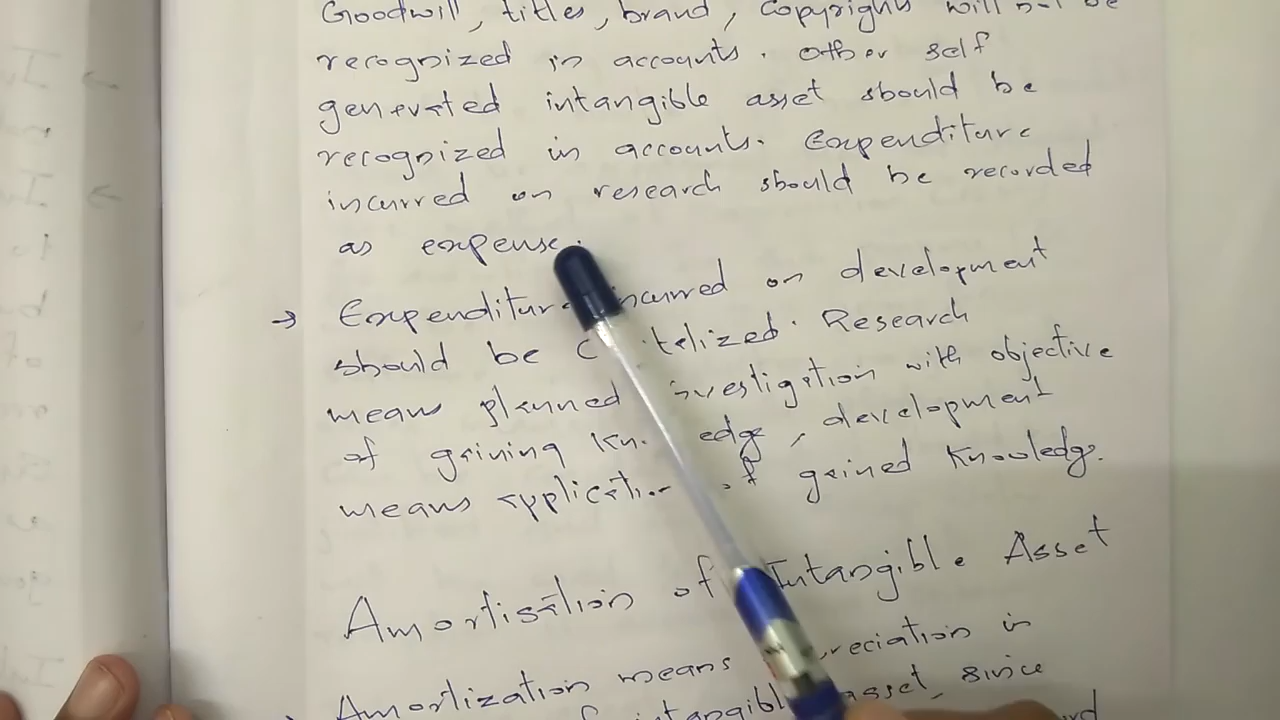 Goodwill, titles, brand, copyrights will not be
recognized in accounts. Other self
generated intangible asset should be
recognized in accounts. Expenditure
incurred on research should be recorded
as expense.
→ Expenditure incurred on development
should be c telized. Research
means planned investigation with objective
of gaining kn edge, development
means application of gained knowledge.
Amortisation of Intangible Asset
Amortization means reciation in
of intangible asset, since